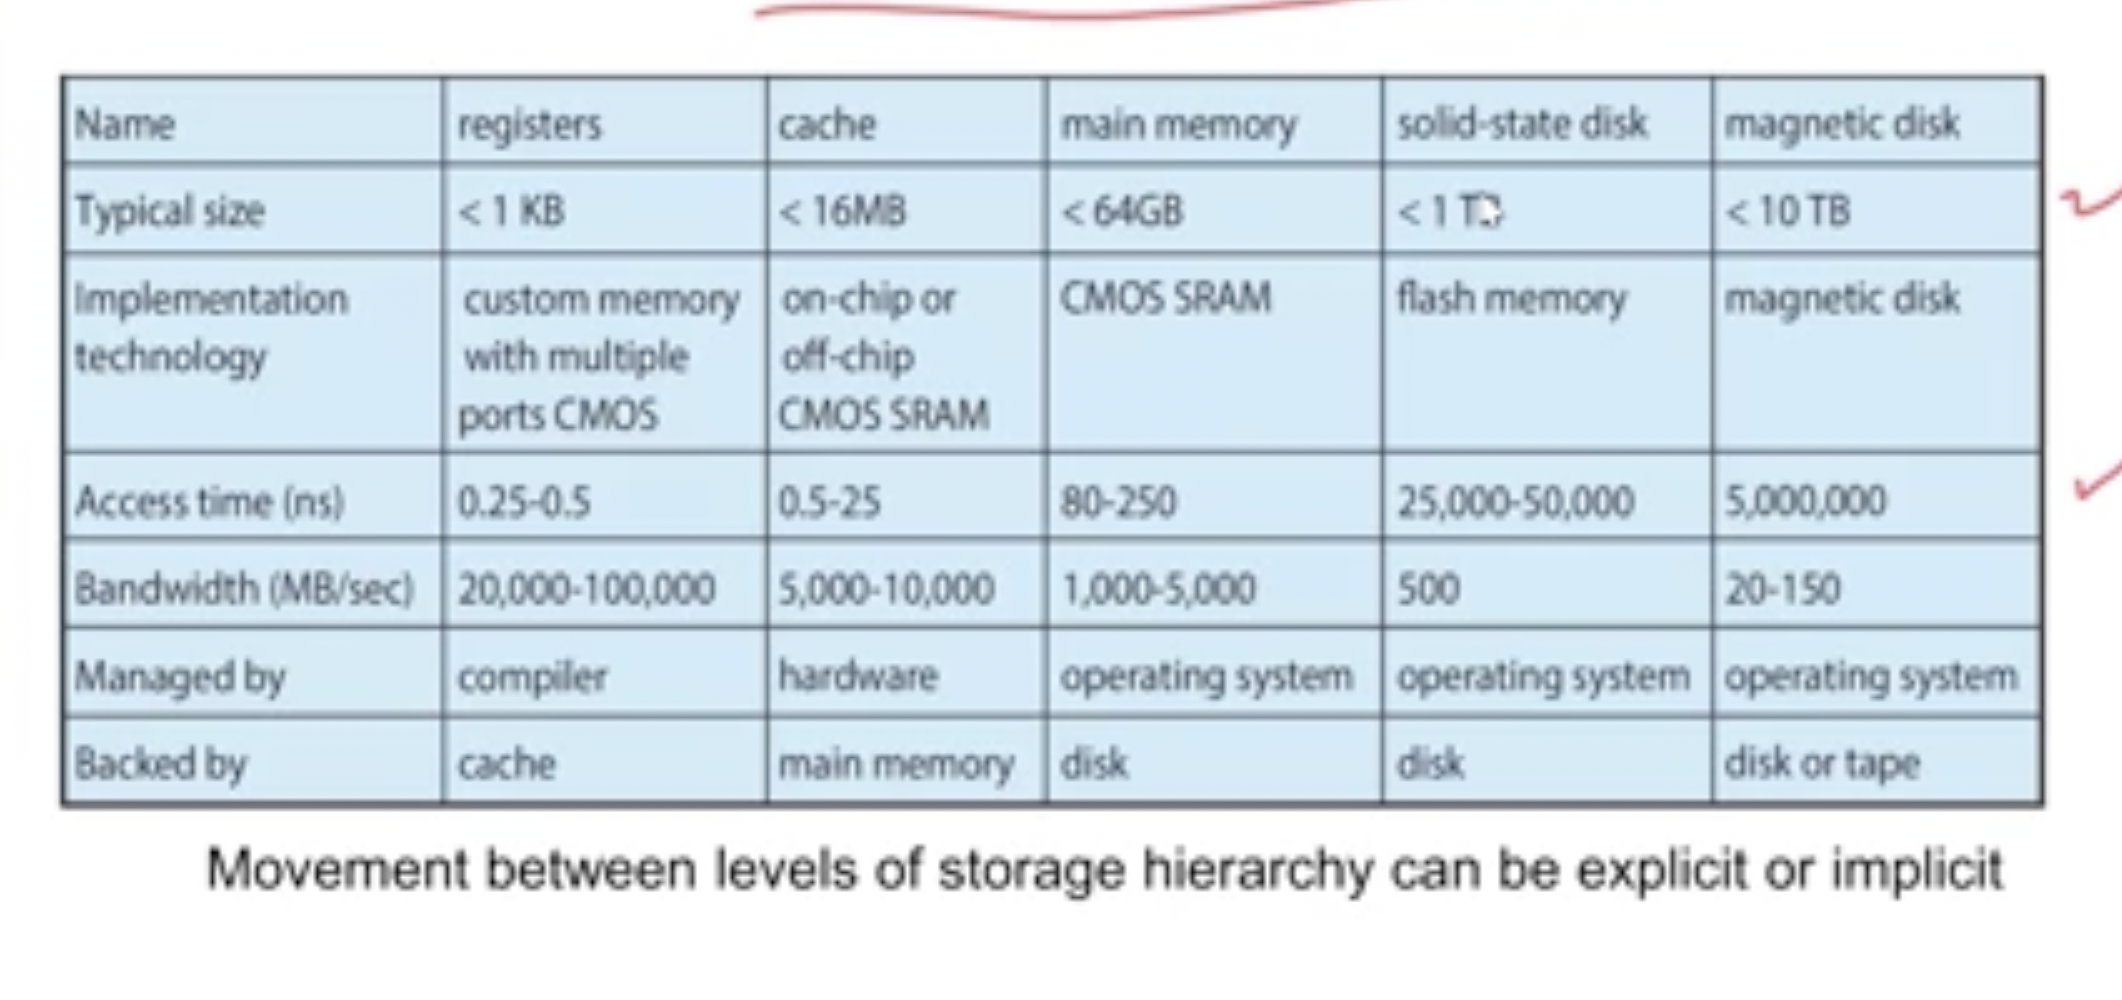 Name registers cache main memory solid-state disk magnetic disk
Typical size < 1 KB < 16MB < 64GB < 1 < 10 TB
Implementation custom memory on-chip or CMOS SRAM flash memory magnetic disk
technology with multiple off-chip
ports CMOS CMOS SRAM
Access time (ns) 0.25-0.5 0.5-25 80-250 25,000-50,000 5,000,000
Bandwidth (MB/sec) 20,000-100,000 5,000-10,000 1,000-5,000 500 20-150
Managed by compiler hardware operating system operating system operating system
Backed by cache main memory disk disk disk or tape
Movement between levels of storage hierarchy can be explicit or implicit